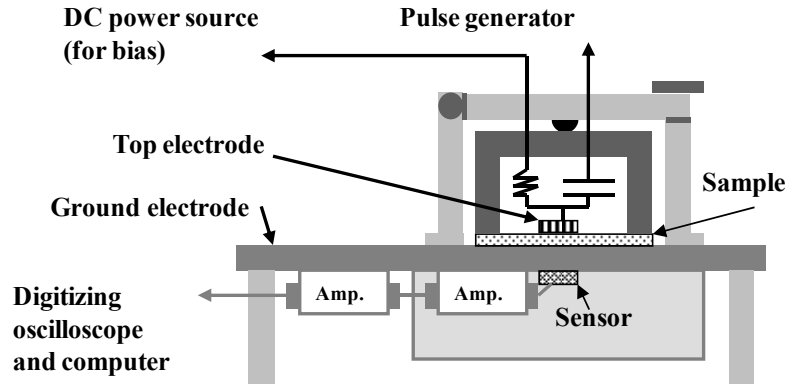 DC power source
(for bias)
Pulse generator
Top electrode
Sample
Ground electrode
Amp.
Amp.
Digitizing
oscilloscope
and computer
Sensor